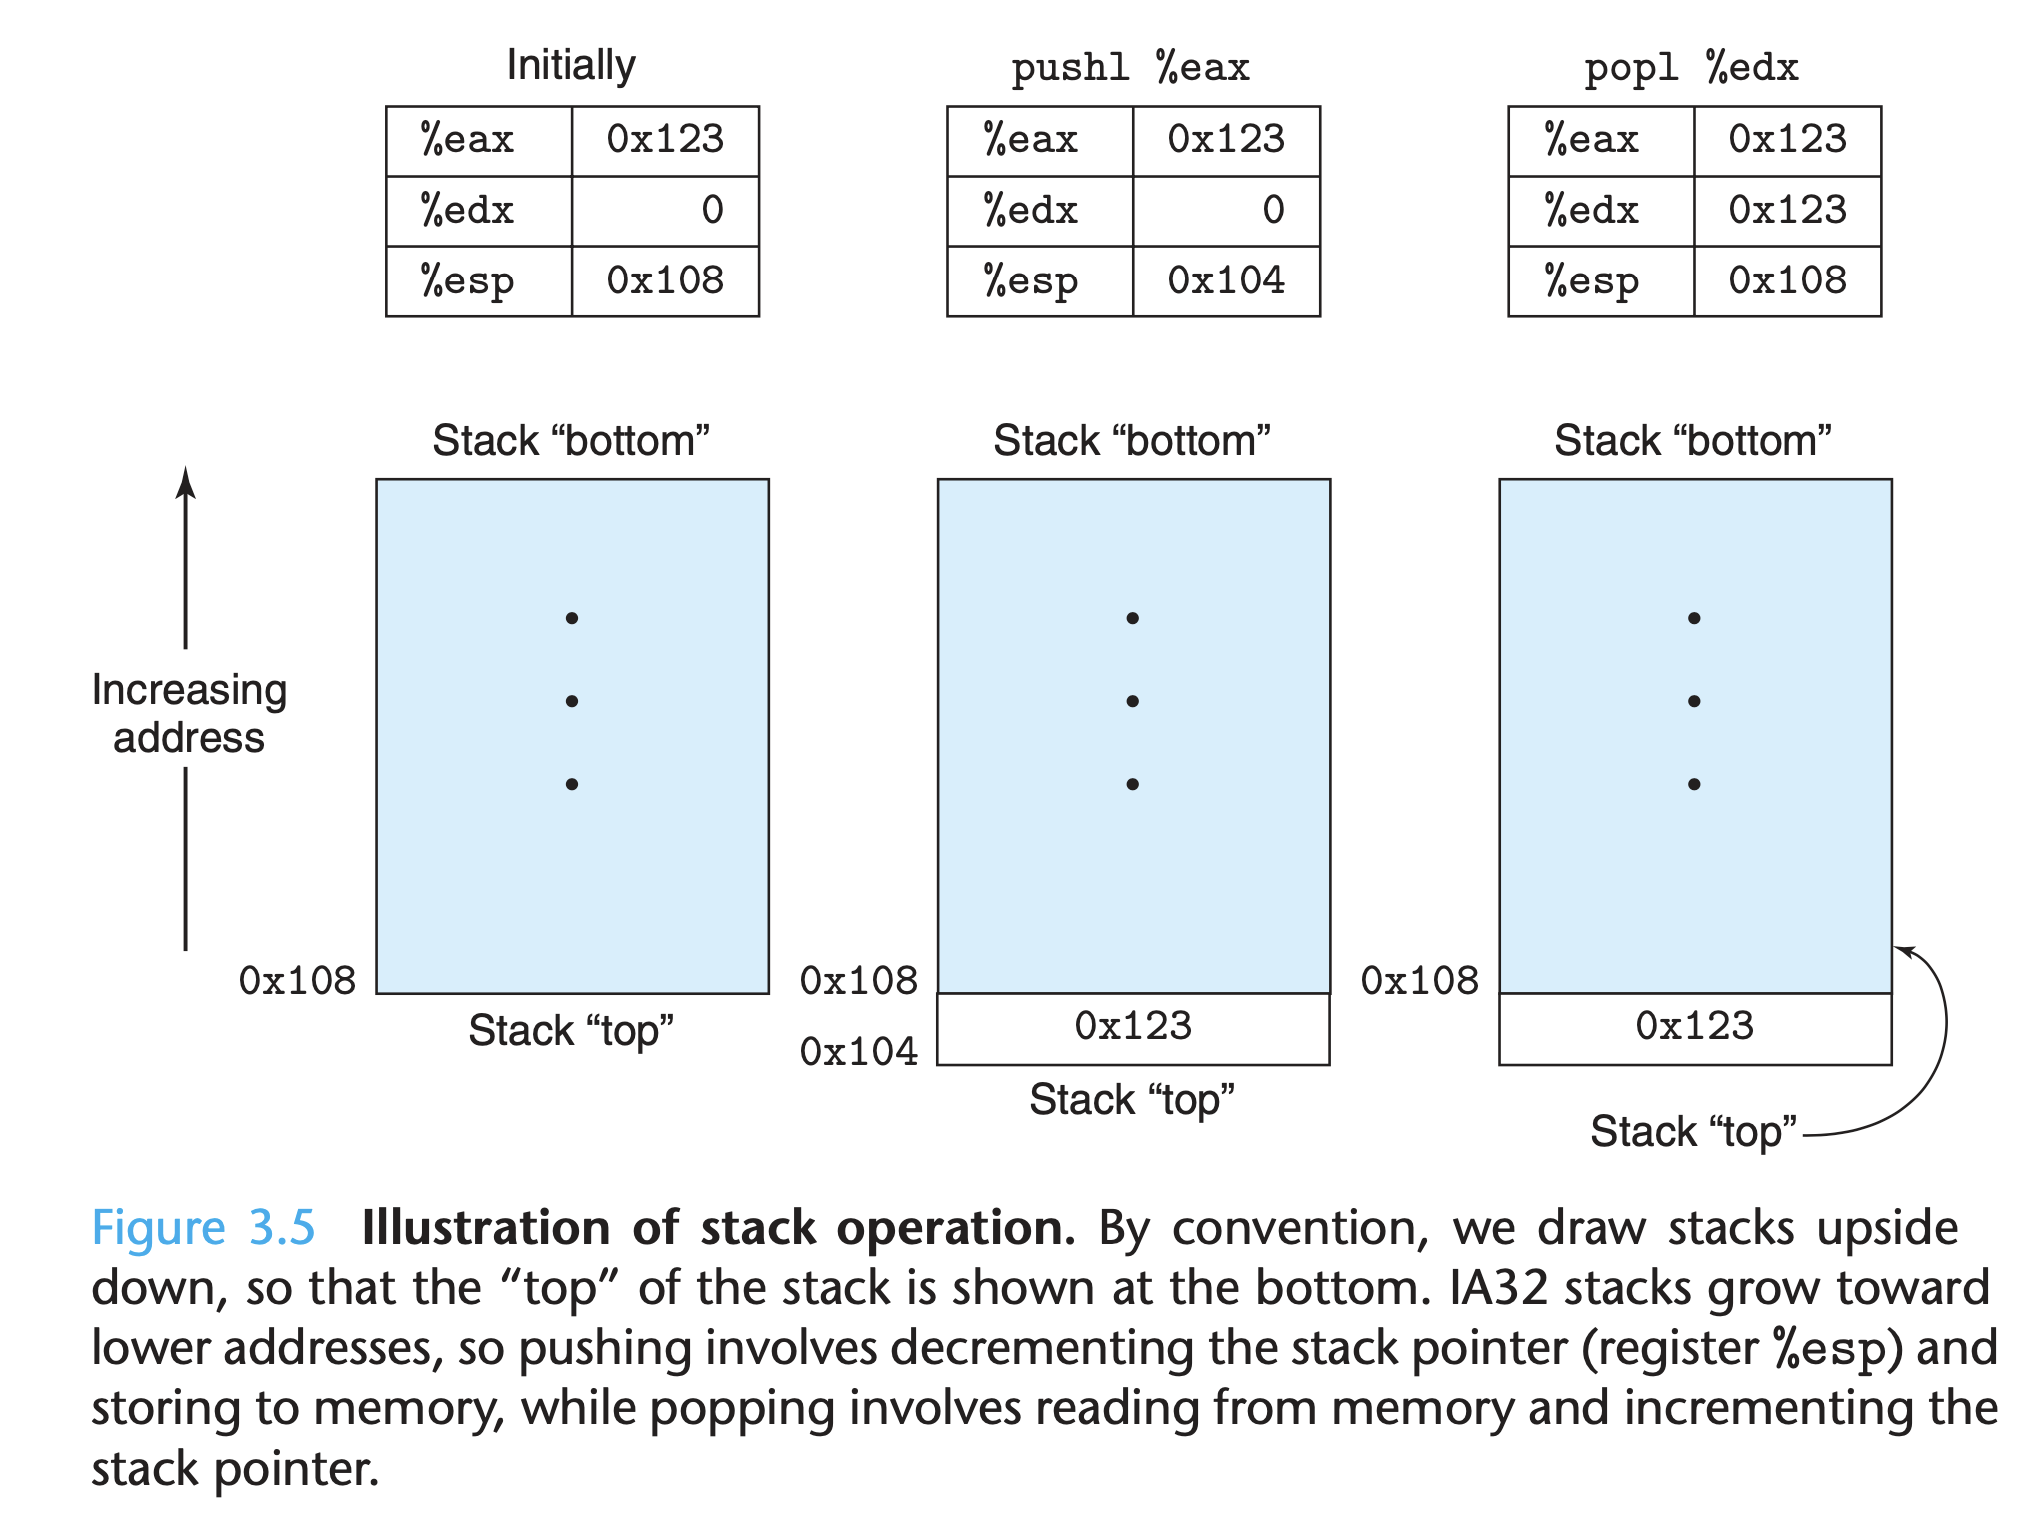 Initially
%eax 0x123
%edx 0
%esp 0x108
pushl %eax
%eax 0x123
%edx 0
%esp 0x104
popl %edx
%eax 0x123
%edx 0x123
%esp 0x108
Increasing
address
Stack “bottom”
0x108
Stack “top”
Stack “bottom”
0x108
0x123
0x104
Stack “top”
Stack “bottom”
0x108
0x123
Stack “top”
Figure 3.5 Illustration of stack operation. By convention, we draw stacks upside
down, so that the “top” of the stack is shown at the bottom. IA32 stacks grow toward
lower addresses, so pushing involves decrementing the stack pointer (register %esp) and
storing to memory, while popping involves reading from memory and incrementing the
stack pointer.